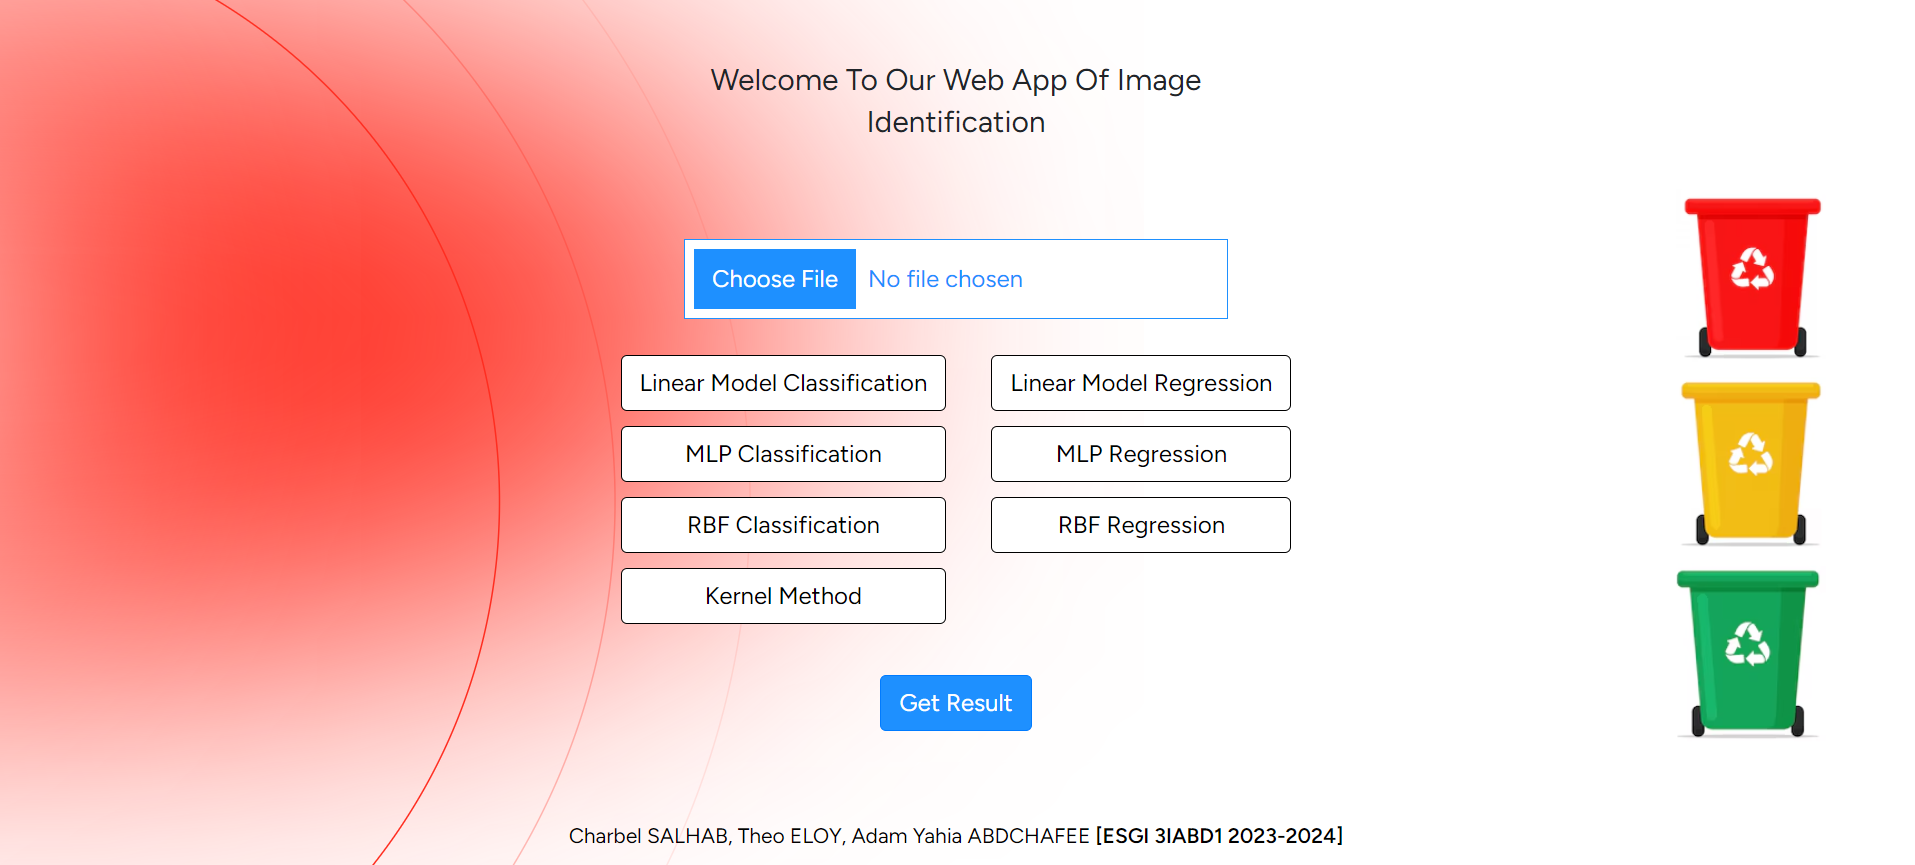 Welcome To Our Web App Of Image
Identification
Choose File No file chosen
Linear Model Classification
Linear Model Regression
MLP Classification
MLP Regression
RBF Classification
RBF Regression
Kernel Method
Get Result
Charbel SALHAB, Theo ELOY, Adam Yahia ABDCHAFEE [ESGI 3IABD1 2023-2024]